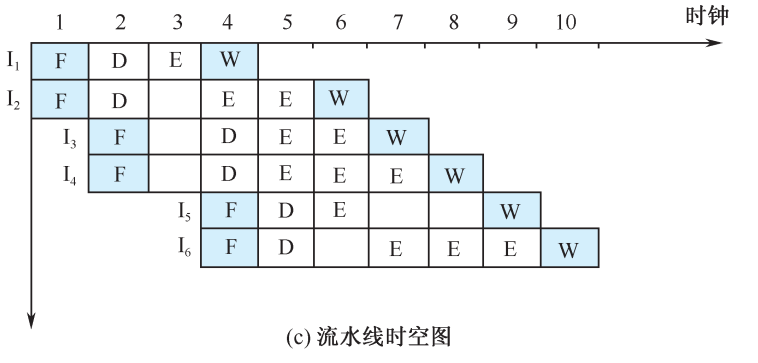 时钟
1 2 3 4 5 6 7 8 9 10
I₁ F D E W
I₂ F D E E W
I₃ F D E E W
I₄ F D E E E W
I₅ F D E W
I₆ F D E E E W
(c) 流水线时空图